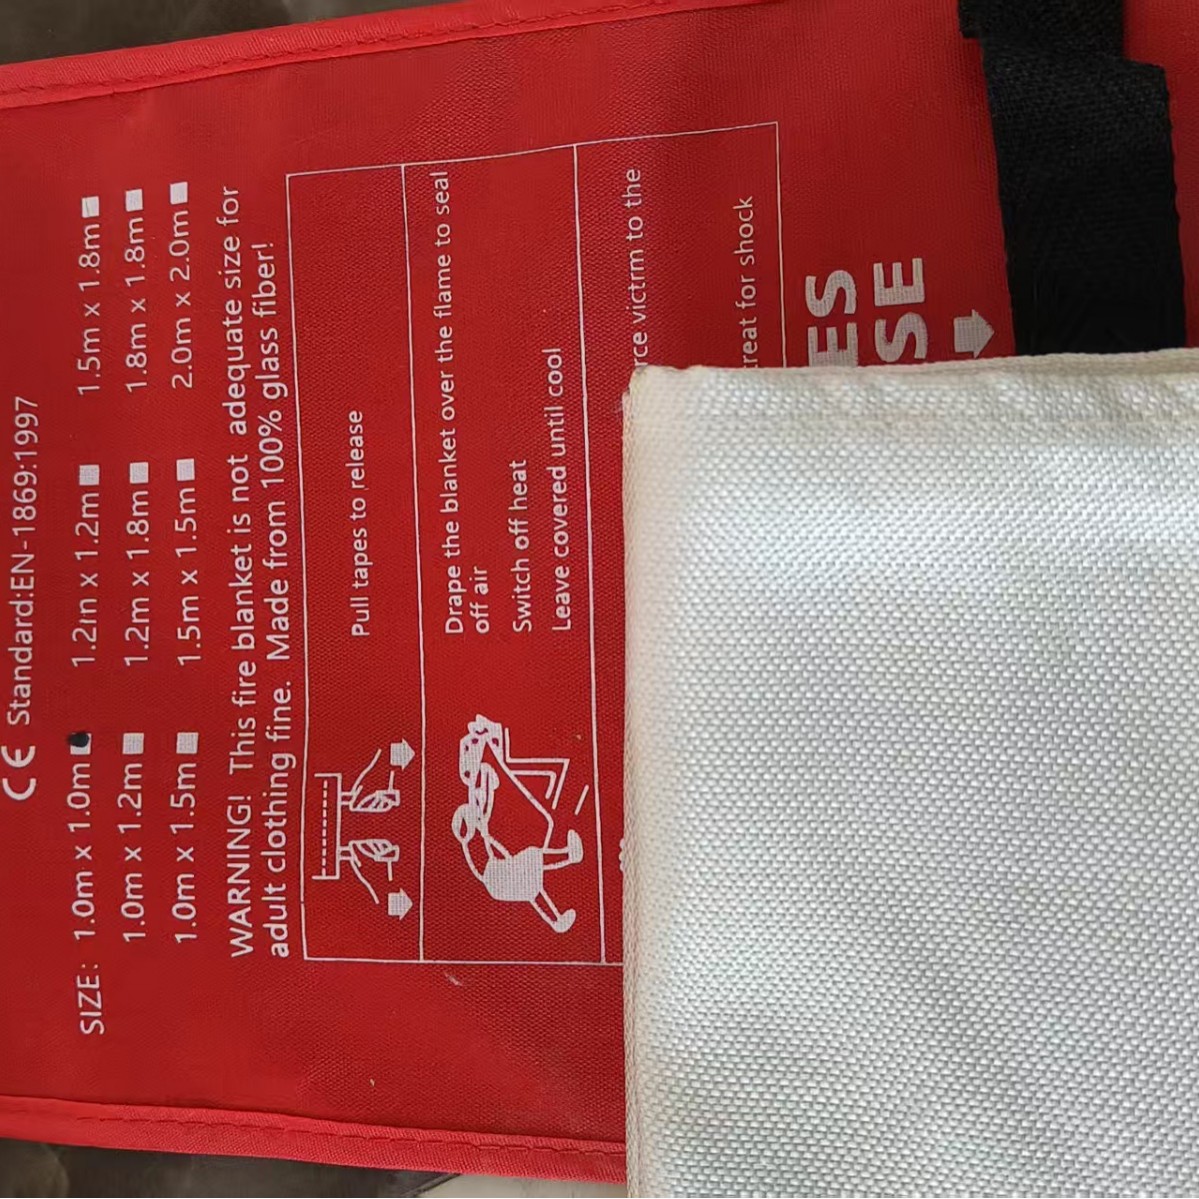 CE Standard:EN-1869:1997
SIZE: 1.0m x 1.0m 1.2m x 1.2m 1.5m x 1.8m
1.0m x 1.2m 1.2m x 1.8m 1.8m x 1.8m
1.0m x 1.5m 1.5m x 1.5m 2.0m x 2.0m
WARNING! This fire blanket is not adequate size for
adult clothing fine. Made from 100% glass fiber!
Pull tapes to release
Drape the blanket over the flame to seal
off air
Switch off heat
Leave covered until cool
rce victrm to the
treat for shock
ES
SE